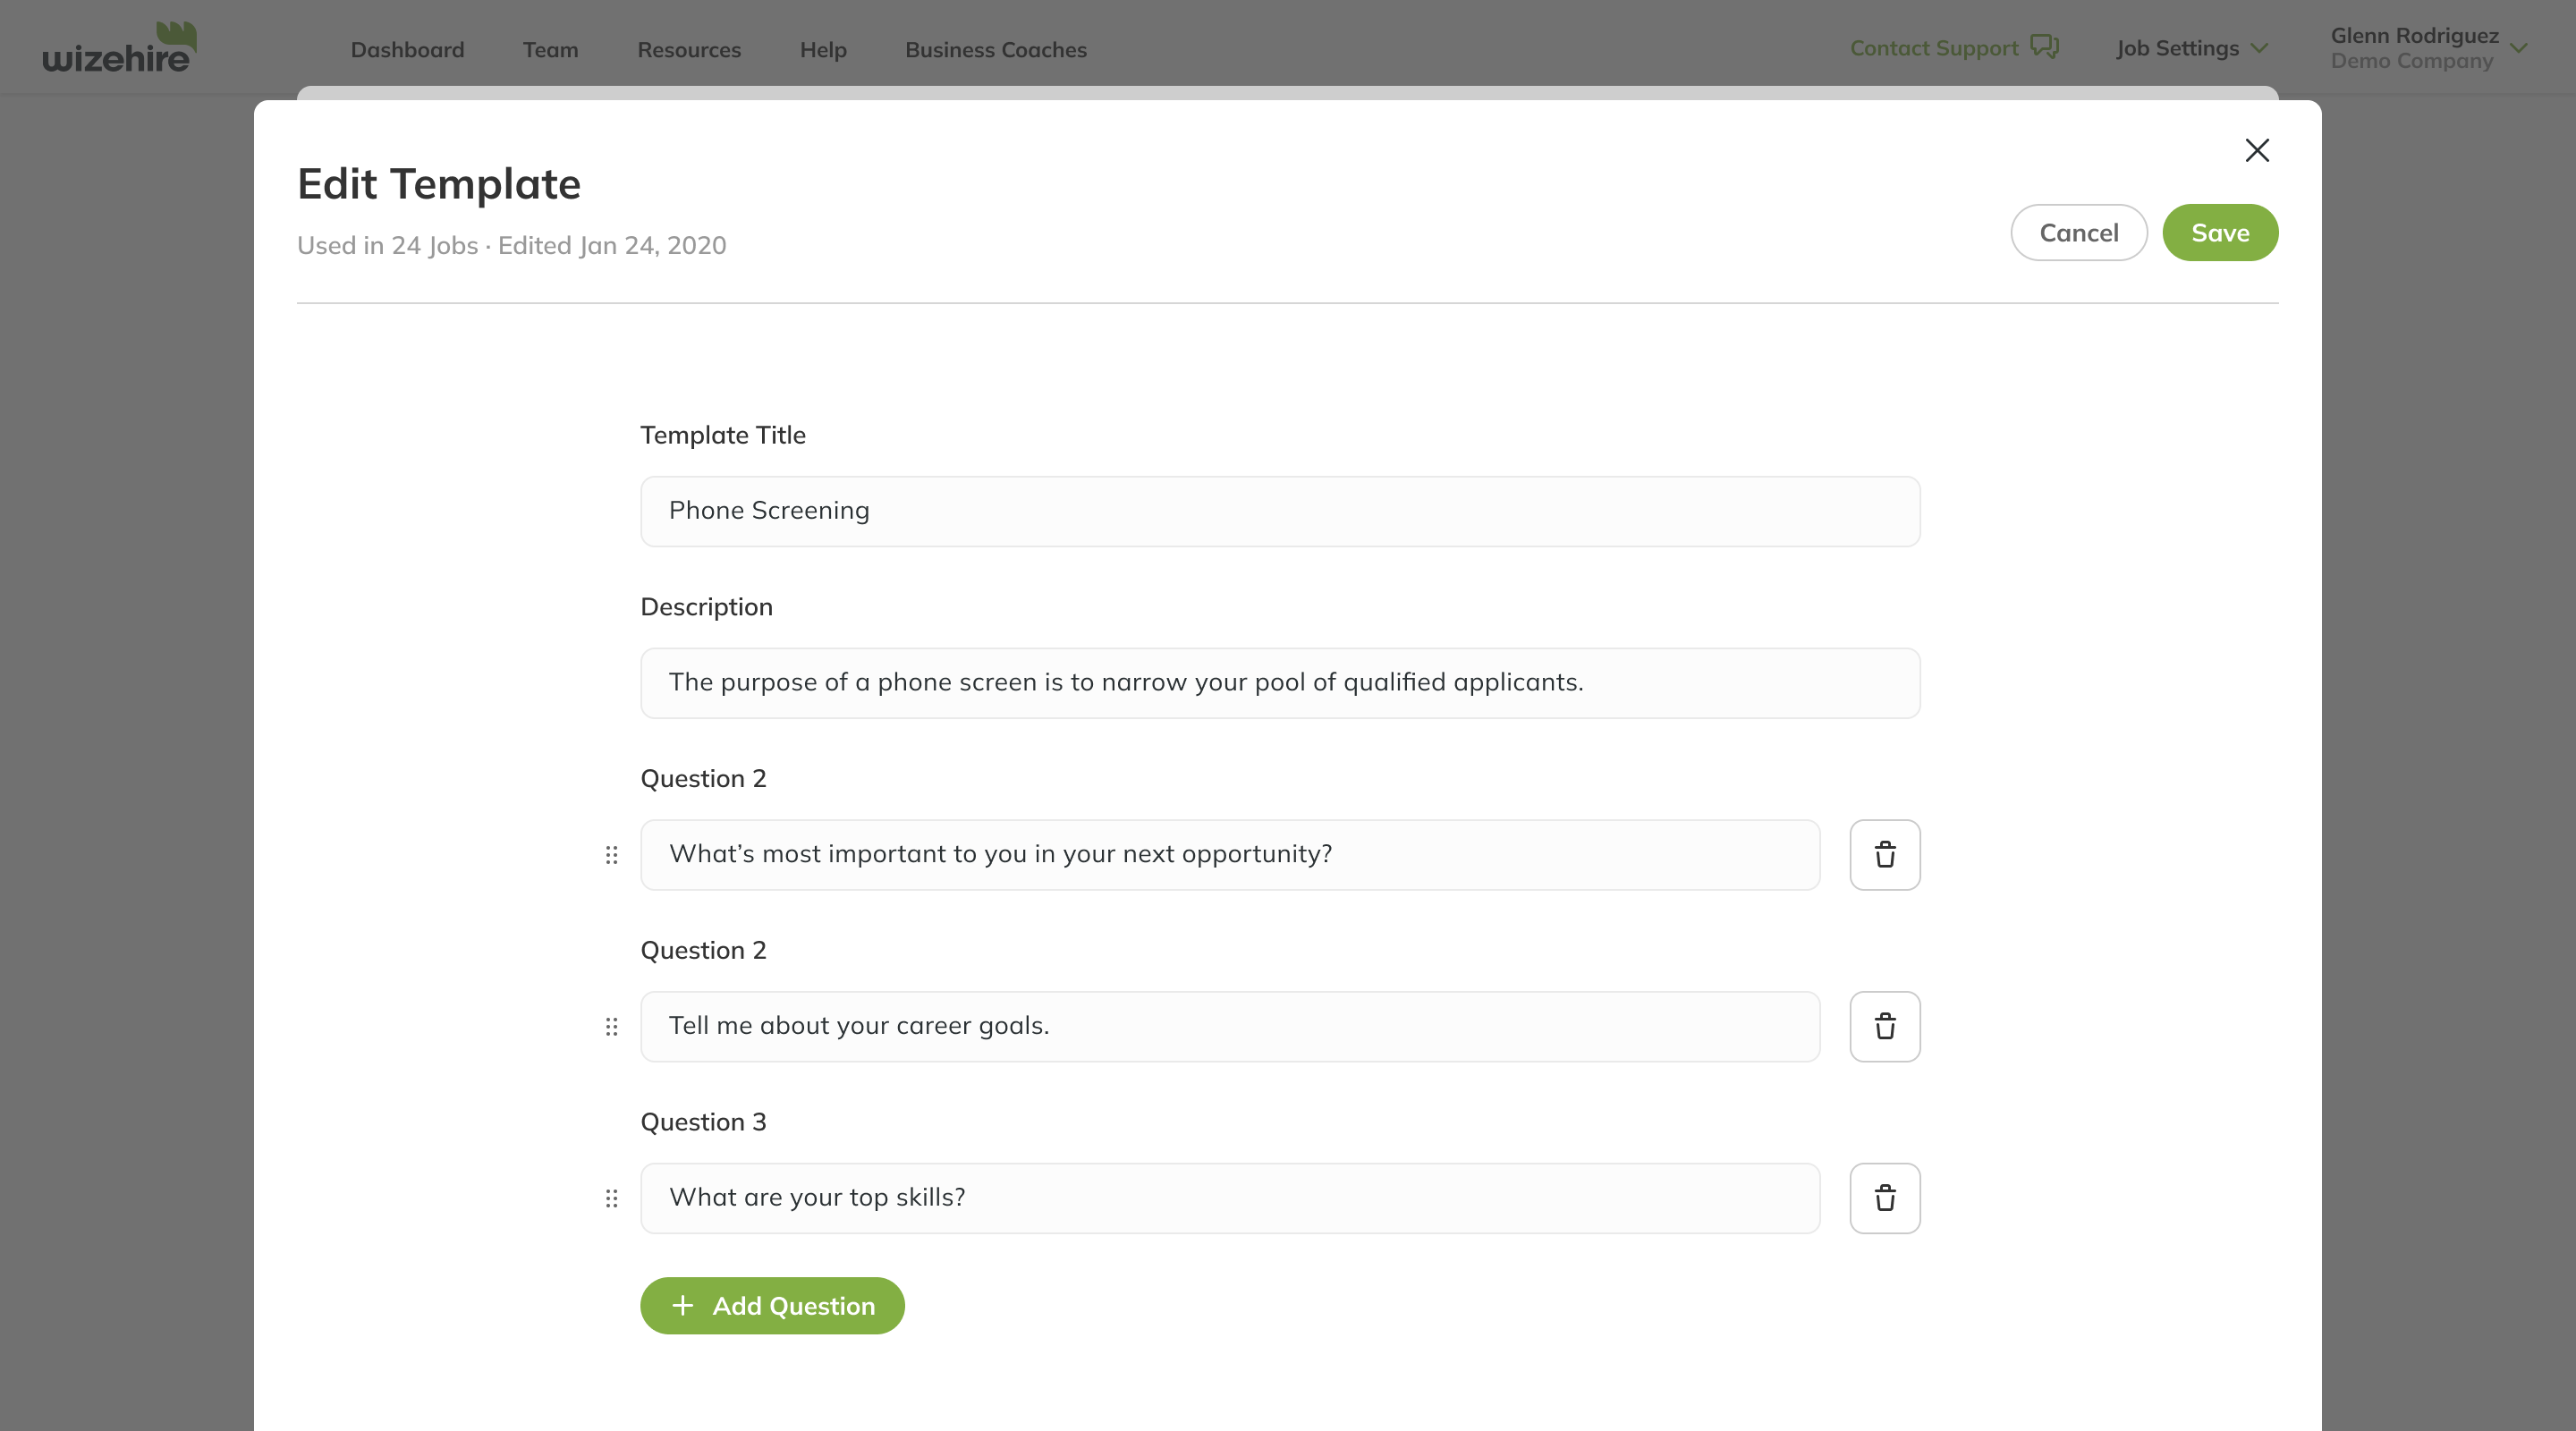 wizehire
Dashboard
Team
Resources
Help
Business Coaches
Contact Support
Job Settings
Glenn Rodriguez
Demo Company
Edit Template
Used in 24 Jobs · Edited Jan 24, 2020
Cancel
Save
Template Title
Phone Screening
Description
The purpose of a phone screen is to narrow your pool of qualified applicants.
Question 2
What’s most important to you in your next opportunity?
Question 2
Tell me about your career goals.
Question 3
What are your top skills?
Add Question